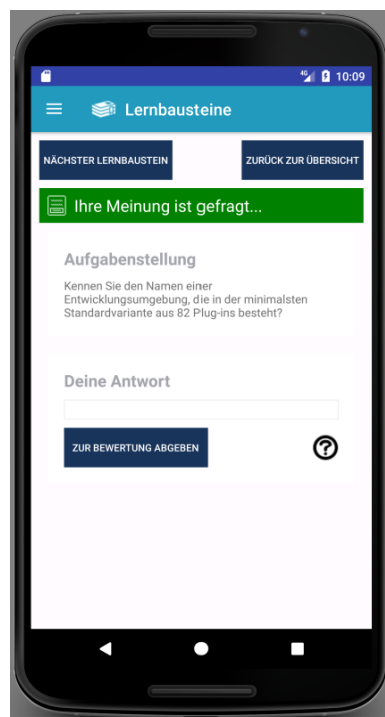 4G 10:09
Lernbausteine
NÄCHSTER LERNBAUSTEIN ZURÜCK ZUR ÜBERSICHT
Ihre Meinung ist gefragt...
Aufgabenstellung
Kennen Sie den Namen einer
Entwicklungsumgebung, die in der minimalsten
Standardvariante aus 82 Plug-ins besteht?
Deine Antwort
ZUR BEWERTUNG ABGEBEN